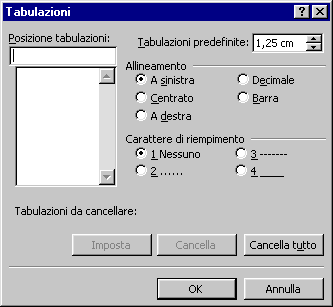 Tabulazioni
Posizione tabulazioni:
Tabulazioni predefinite: 1,25 cm
Allineamento
A sinistra
Decimale
Centrato
Barra
A destra
Carattere di riempimento
1 Nessuno
3 -------
2 ......
4 ____
Tabulazioni da cancellare:
Imposta
Cancella
Cancella tutto
OK
Annulla